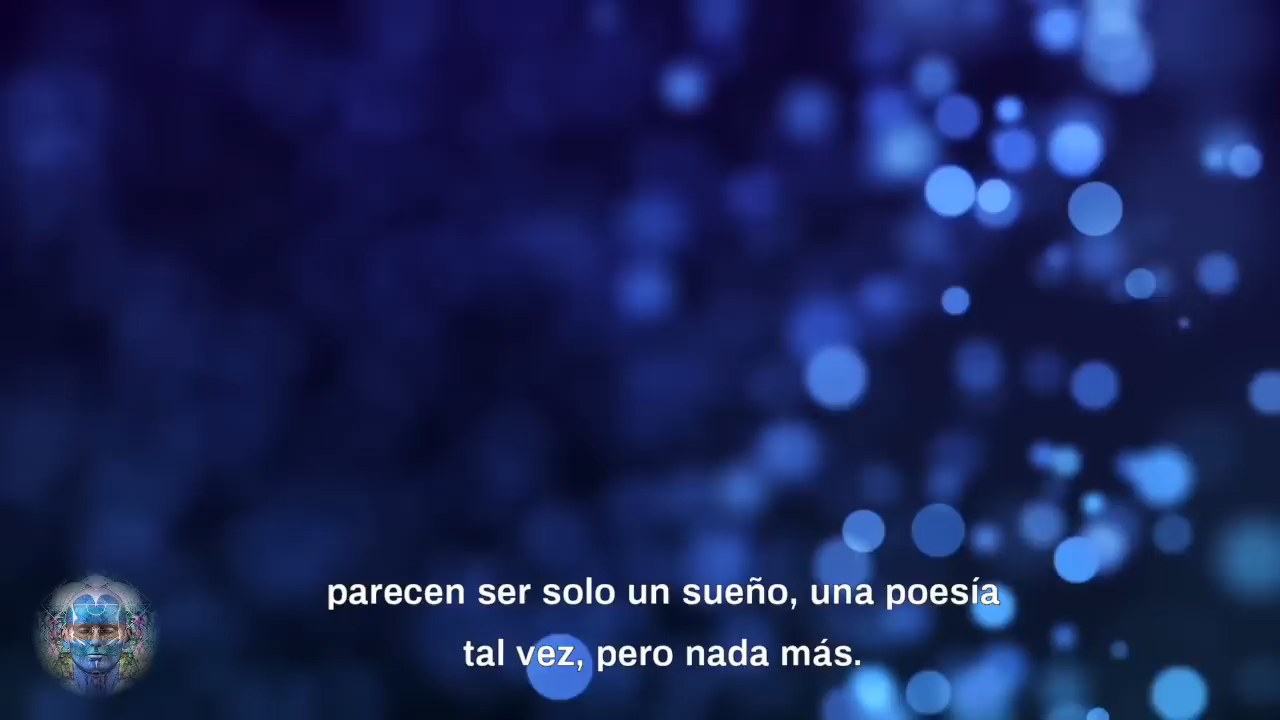 parecen ser solo un sueño, una poesía
tal vez, pero nada más.